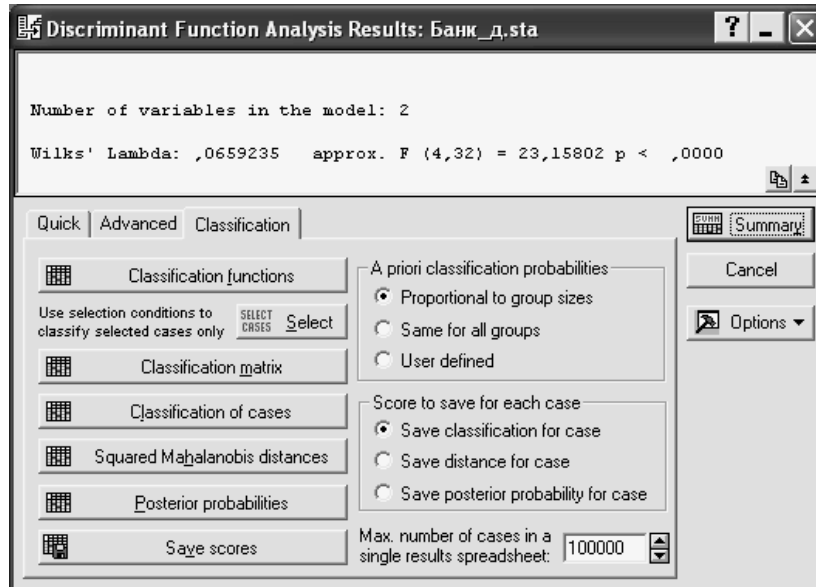 Discriminant Function Analysis Results: Банк_д.sta
Number of variables in the model: 2
Wilks' Lambda: ,0659235 approx. F (4,32) = 23,15802 p < ,0000
Quick
Advanced
Classification
Summary
Cancel
Options
Classification functions
Use selection conditions to
classify selected cases only
SELECT
CASES
Select
Classification matrix
Classification of cases
Squared Mahalanobis distances
Posterior probabilities
Save scores
A priori classification probabilities
Proportional to group sizes
Same for all groups
User defined
Score to save for each case
Save classification for case
Save distance for case
Save posterior probability for case
Max. number of cases in a
single results spreadsheet:
100000